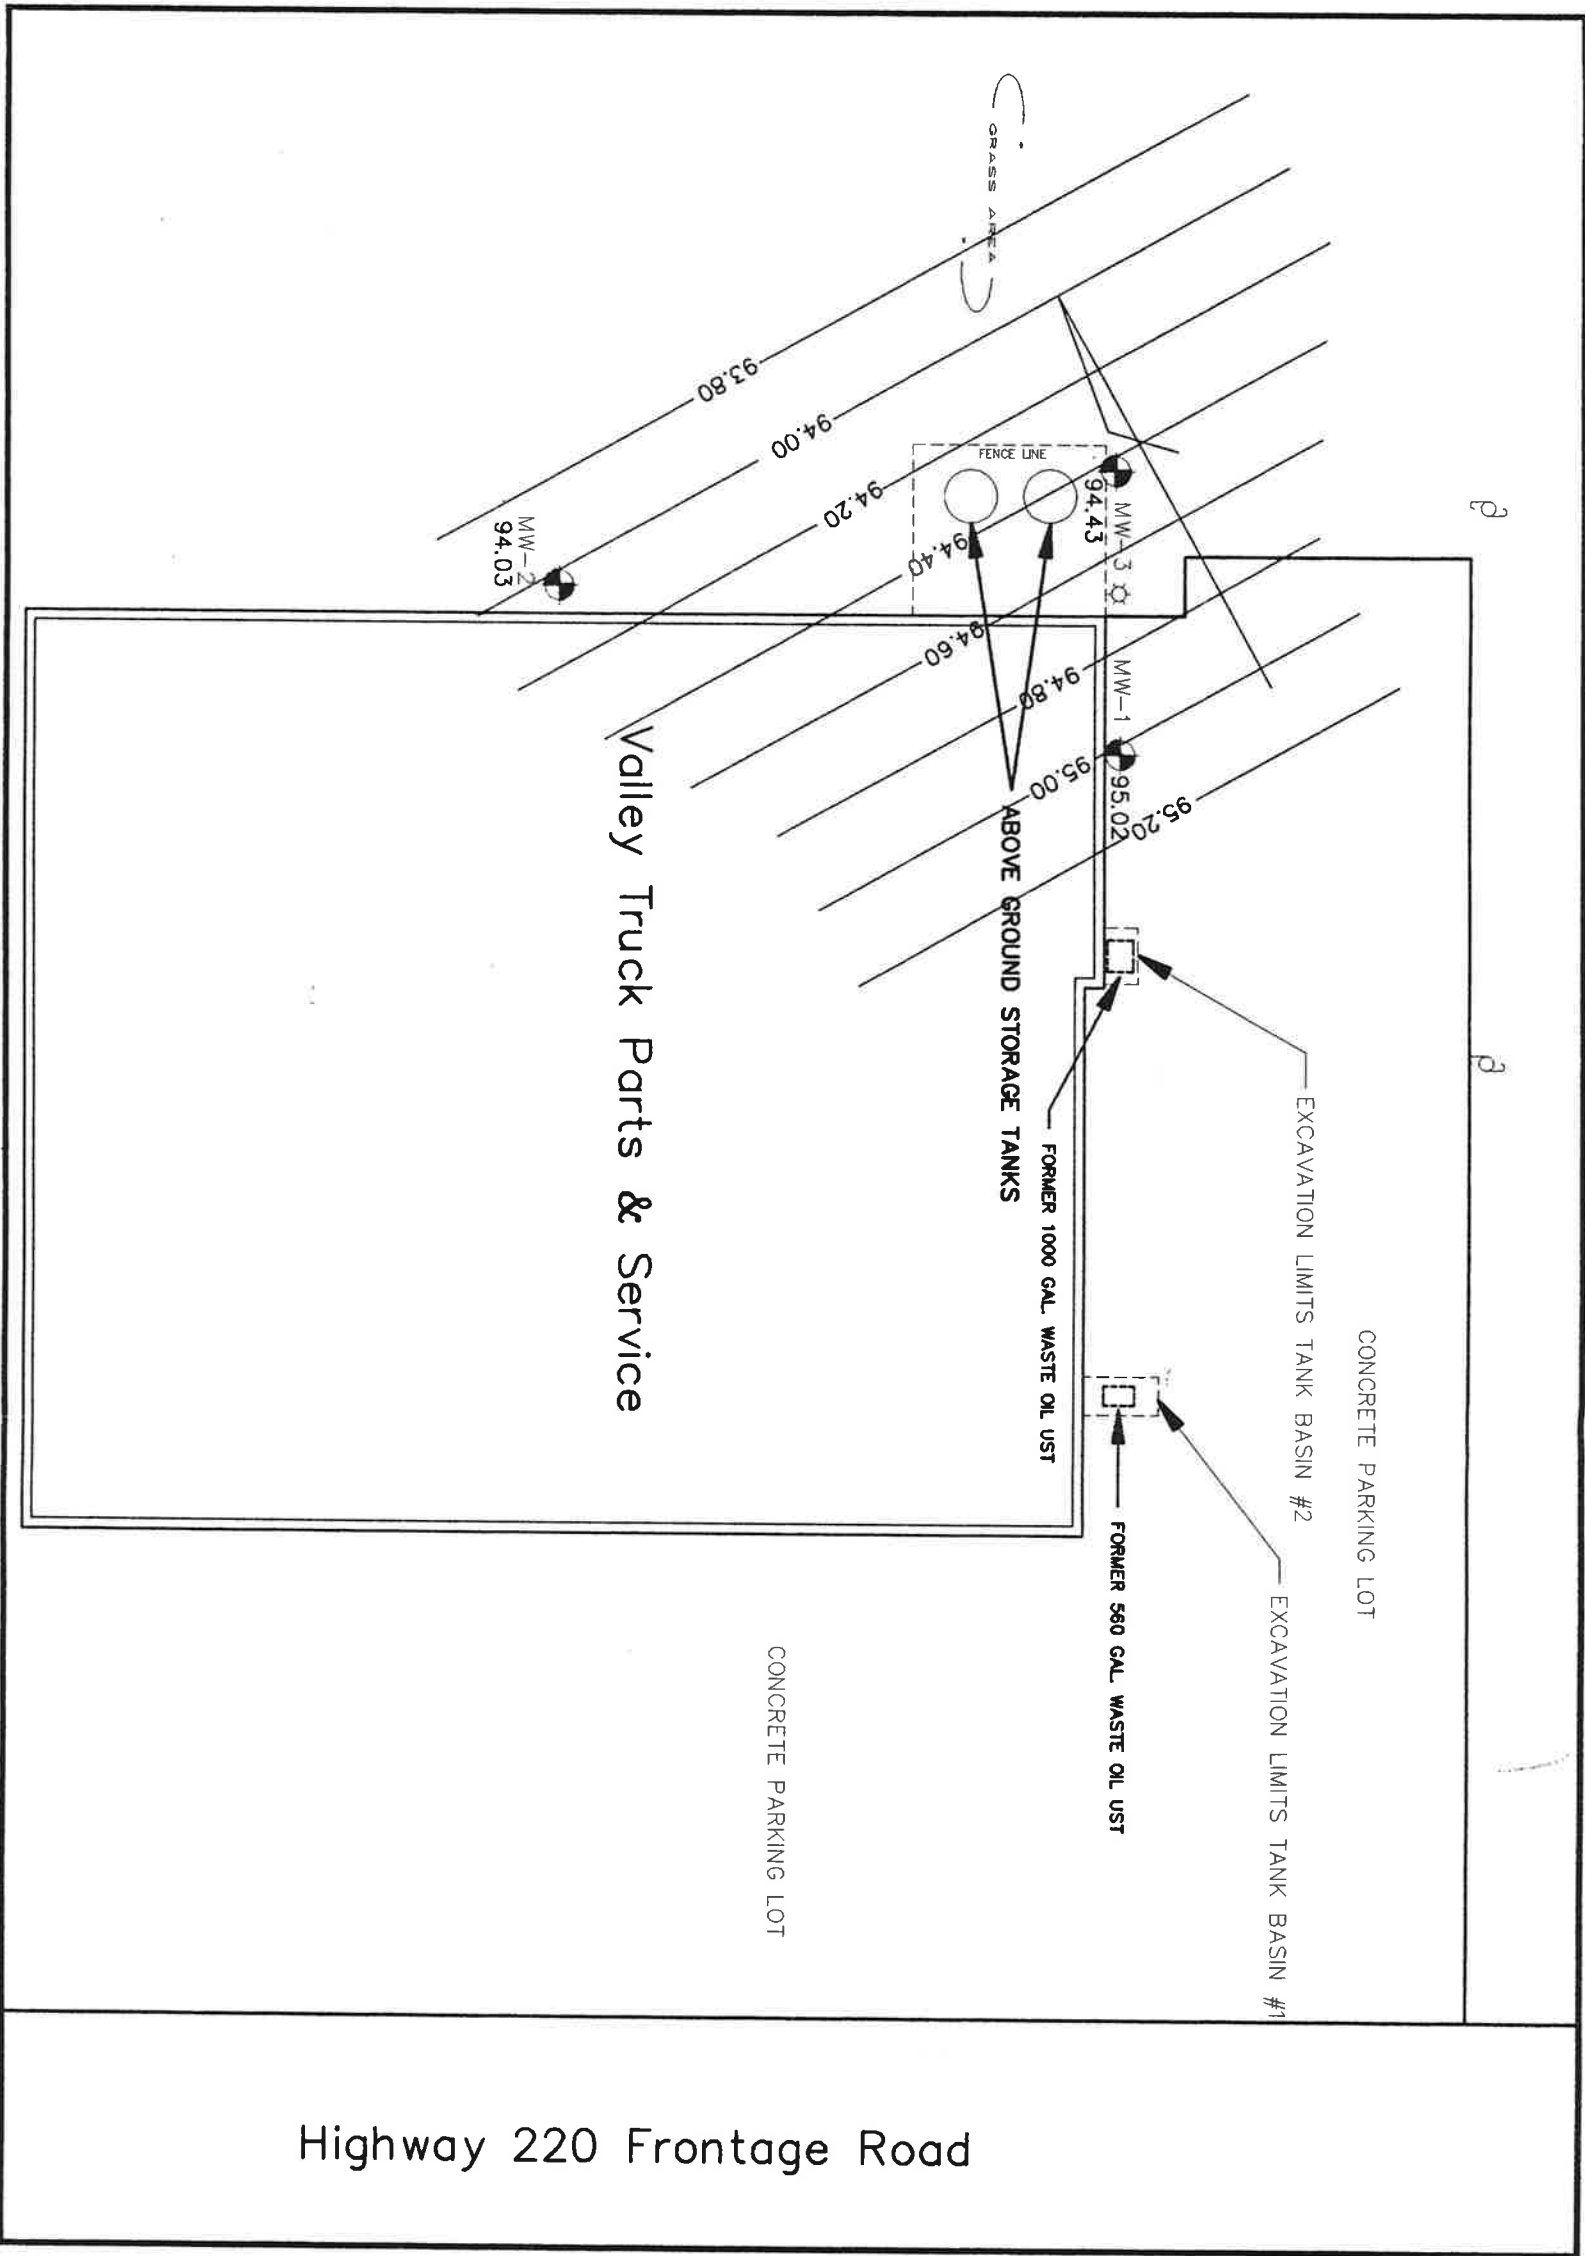 GRASS AREA
93.80
94.00
94.20
94.40
94.60
94.80
95.00
95.20
FENCE LINE
MW-3
94.43
MW-2
94.03
MW-1
95.02
Valley Truck Parts & Service
ABOVE GROUND STORAGE TANKS
FORMER 1000 GAL. WASTE OIL UST
EXCAVATION LIMITS TANK BASIN #2
CONCRETE PARKING LOT
FORMER 560 GAL. WASTE OIL UST
EXCAVATION LIMITS TANK BASIN #1
CONCRETE PARKING LOT
Highway 220 Frontage Road